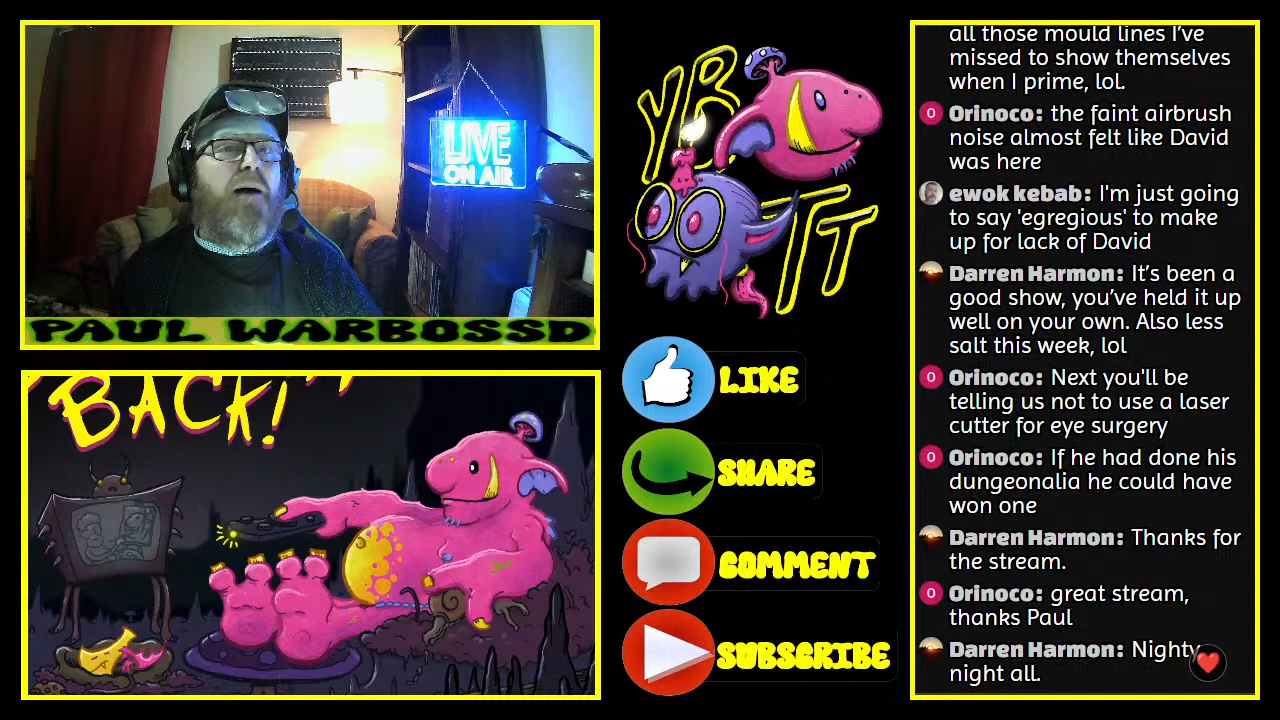 LIVE
ON AIR
PAUL WARBOSSD
BACK!"
YB
TT
LIKE
SHARE
COMMENT
SUBSCRIBE
all those mould lines I've
missed to show themselves
when I prime, lol.
O Orinoco: the faint airbrush
noise almost felt like David
was here
ewok kebab: I'm just going
to say 'egregious' to make
up for lack of David
Darren Harmon: It's been a
good show, you've held it up
well on your own. Also less
salt this week, lol
O Orinoco: Next you'll be
telling us not to use a laser
cutter for eye surgery
O Orinoco: If he had done his
dungeonalia he could have
won one
Darren Harmon: Thanks for
the stream.
O Orinoco: great stream,
thanks Paul
Darren Harmon: Nighty
night all.